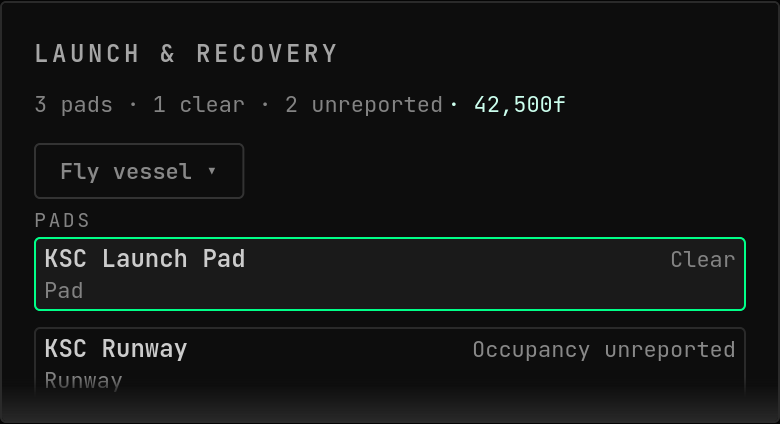 LAUNCH & RECOVERY
3 pads · 1 clear · 2 unreported · 42,500f
Fly vessel ▾
PADS
KSC Launch Pad Clear
Pad
KSC Runway Occupancy unreported
Runway